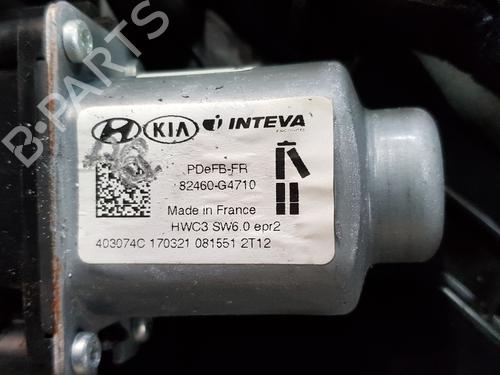 HYUNDAI KIA INTEVA
PDeFB-FR
82460-G4710
Made in France
HWC3 SW6.0 epr2
403074C 170321 081551 2T12
B-PARTS